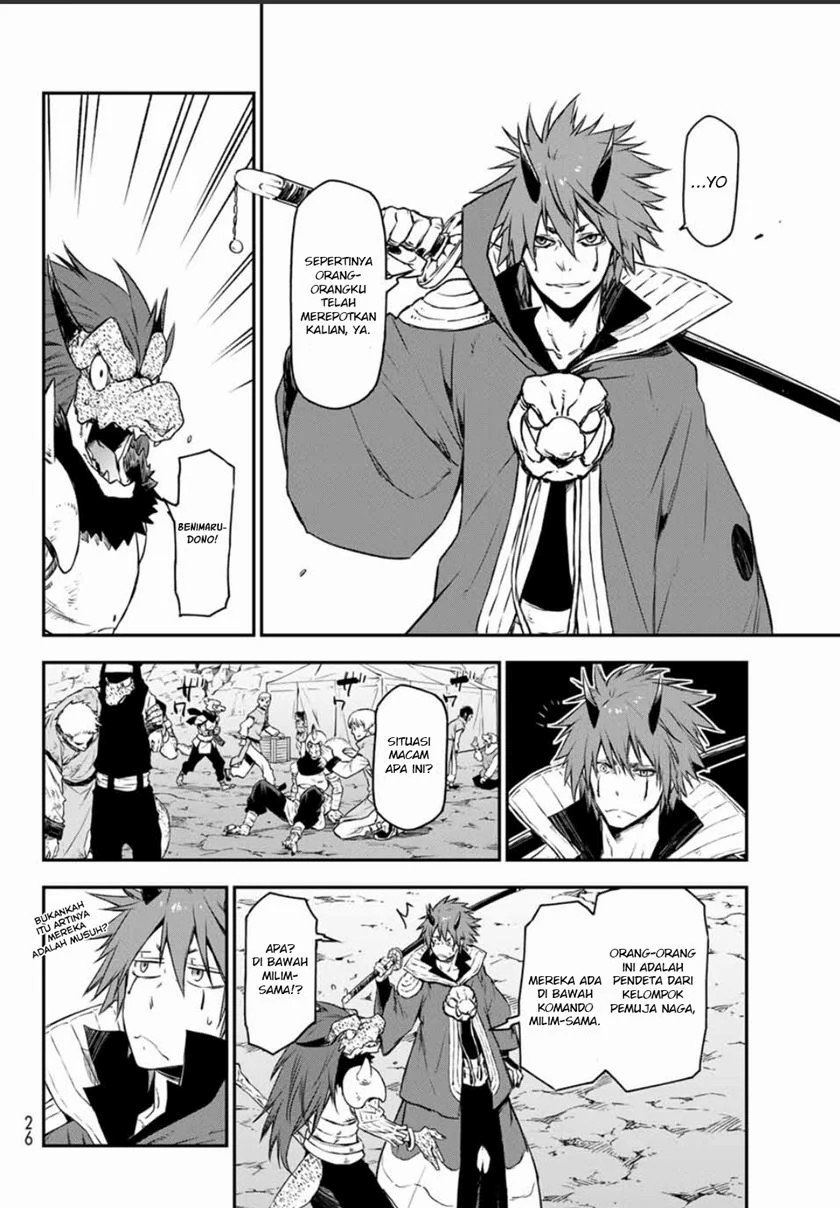 ...YO
SEPERTINYA
ORANG-
ORANGKU
TELAH
MEREPOTKAN
KALIAN, YA.
BENIMARU-
DONO!
SITUASI
MACAM
APA INI?
ORANG-ORANG
INI ADALAH
PENDETA DARI
KELOMPOK
PEMUJA NAGA,
MEREKA ADA
DI BAWAH
KOMANDO
MILIM-SAMA.
APA?
DI BAWAH
MILIM-
SAMA!?
BUKANKAH
ITU ARTINYA
MEREKA
ADALAH MUSUH?
26